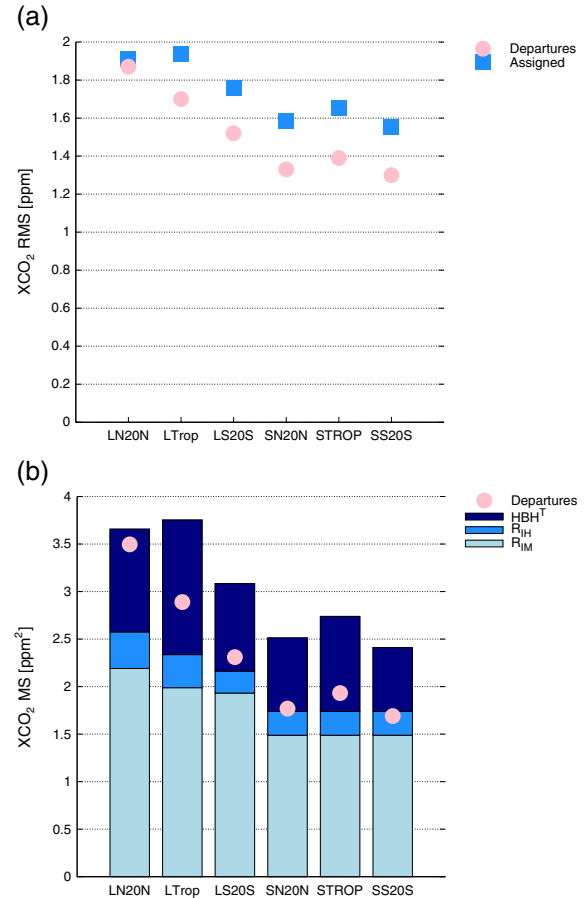 (a)
Departures
Assigned
XCO₂ RMS [ppm]
2
1.8
1.6
1.4
1.2
1
0.8
0.6
0.4
0.2
0
LN20N LTrop LS20S SN20N STROP SS20S
(b)
Departures
HBHᵀ
R_IH
R_IM
XCO₂ MS [ppm²]
4
3.5
3
2.5
2
1.5
1
0.5
0
LN20N LTrop LS20S SN20N STROP SS20S